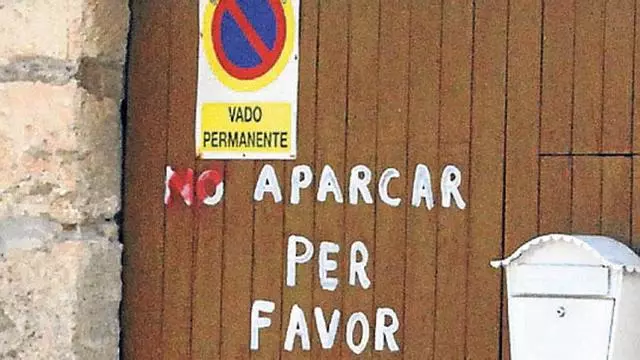 VADO
PERMANENTE
NO APARCAR
PER
FAVOR